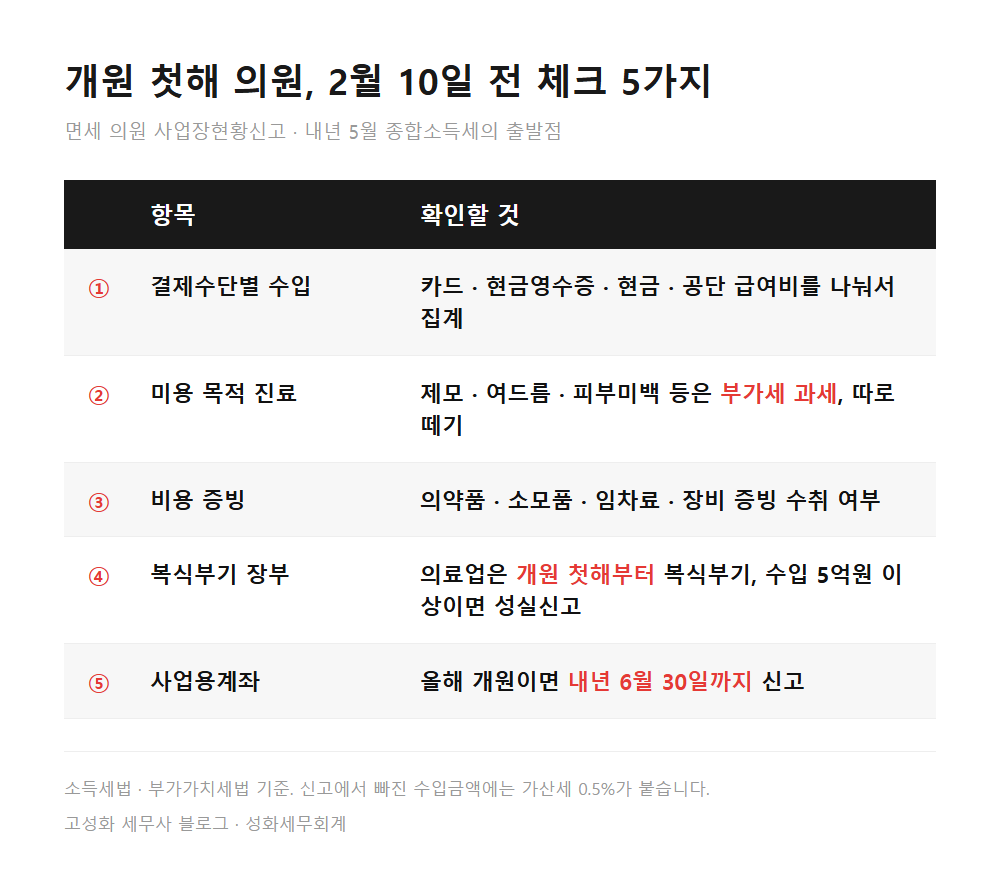 개원 첫해 의원, 2월 10일 전 체크 5가지
면세 의원 사업장현황신고 · 내년 5월 종합소득세의 출발점
항목 확인할 것
① 결제수단별 수입 카드 · 현금영수증 · 현금 · 공단 급여비를 나눠서
집계
② 미용 목적 진료 제모 · 여드름 · 피부미백 등은 부가세 과세, 따로
떼기
③ 비용 증빙 의약품 · 소모품 · 임차료 · 장비 증빙 수취 여부
④ 복식부기 장부 의료업은 개원 첫해부터 복식부기, 수입 5억원 이
상이면 성실신고
⑤ 사업용계좌 올해 개원이면 내년 6월 30일까지 신고
소득세법 · 부가가치세법 기준. 신고에서 빠진 수입금액에는 가산세 0.5%가 붙습니다.
고성화 세무사 블로그 · 성화세무회계